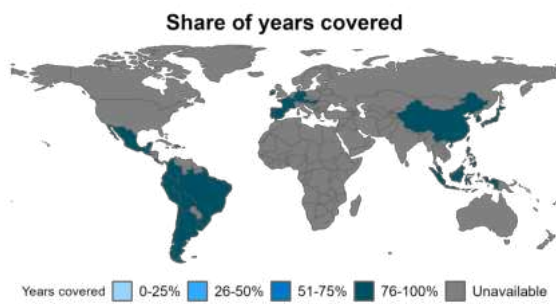 Share of years covered
Years covered 0-25% 26-50% 51-75% 76-100% Unavailable